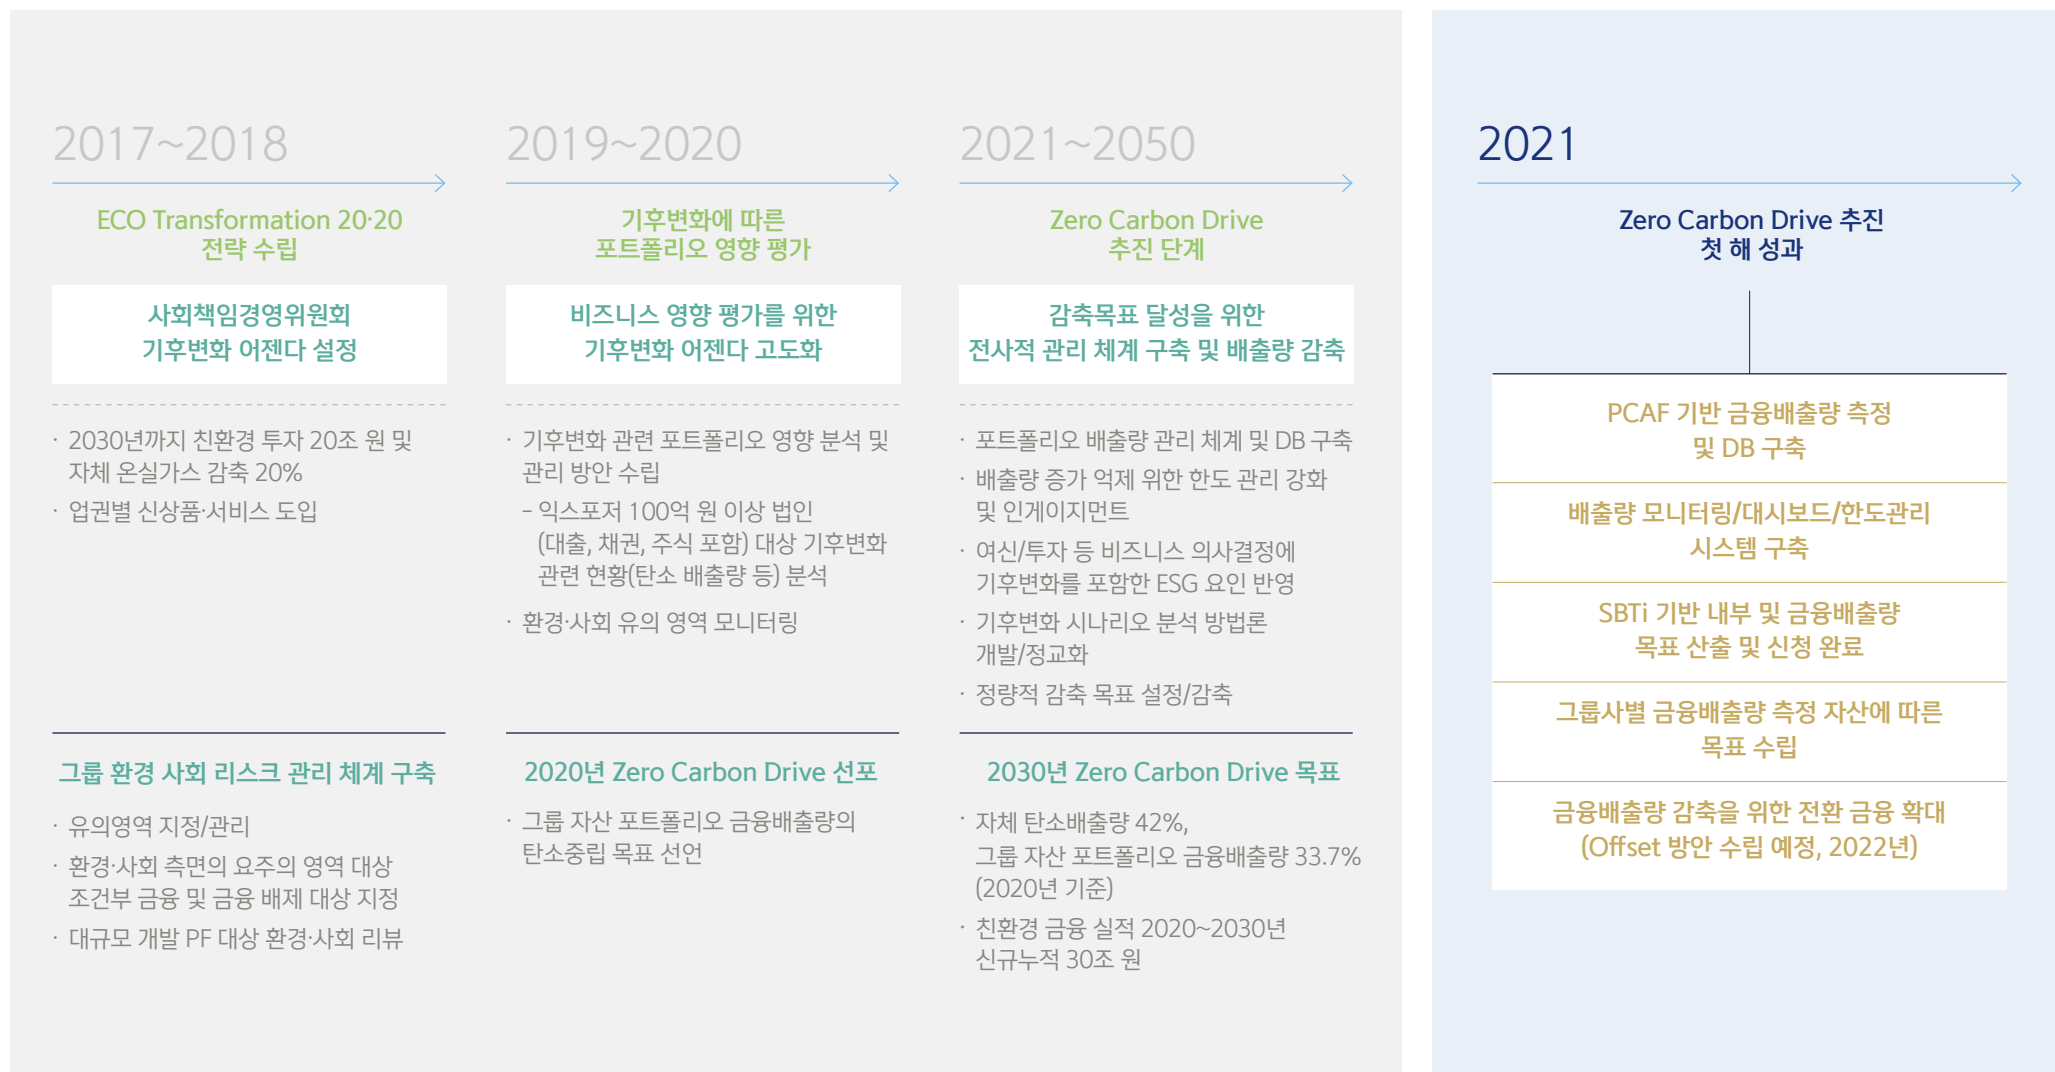 2017~2018
ECO Transformation 20·20
전략 수립
사회책임경영위원회
기후변화 어젠다 설정
· 2030년까지 친환경 투자 20조 원 및
자체 온실가스 감축 20%
· 업권별 신상품·서비스 도입
그룹 환경 사회 리스크 관리 체계 구축
· 유의영역 지정/관리
· 환경·사회 측면의 요주의 영역 대상
조건부 금융 및 금융 배제 대상 지정
· 대규모 개발 PF 대상 환경·사회 리뷰
2019~2020
기후변화에 따른
포트폴리오 영향 평가
비즈니스 영향 평가를 위한
기후변화 어젠다 고도화
· 기후변화 관련 포트폴리오 영향 분석 및
관리 방안 수립
– 익스포저 100억 원 이상 법인
(대출, 채권, 주식 포함) 대상 기후변화
관련 현황(탄소 배출량 등) 분석
· 환경·사회 유의 영역 모니터링
2020년 Zero Carbon Drive 선포
· 그룹 자산 포트폴리오 금융배출량의
탄소중립 목표 선언
2021~2050
Zero Carbon Drive
추진 단계
감축목표 달성을 위한
전사적 관리 체계 구축 및 배출량 감축
· 포트폴리오 배출량 관리 체계 및 DB 구축
· 배출량 증가 억제 위한 한도 관리 강화
및 인게이지먼트
· 여신/투자 등 비즈니스 의사결정에
기후변화를 포함한 ESG 요인 반영
· 기후변화 시나리오 분석 방법론
개발/정교화
· 정량적 감축 목표 설정/감축
2030년 Zero Carbon Drive 목표
· 자체 탄소배출량 42%,
그룹 자산 포트폴리오 금융배출량 33.7%
(2020년 기준)
· 친환경 금융 실적 2020~2030년
신규누적 30조 원
2021
Zero Carbon Drive 추진
첫 해 성과
PCAF 기반 금융배출량 측정
및 DB 구축
배출량 모니터링/대시보드/한도관리
시스템 구축
SBTi 기반 내부 및 금융배출량
목표 산출 및 신청 완료
그룹사별 금융배출량 측정 자산에 따른
목표 수립
금융배출량 감축을 위한 전환 금융 확대
(Offset 방안 수립 예정, 2022년)